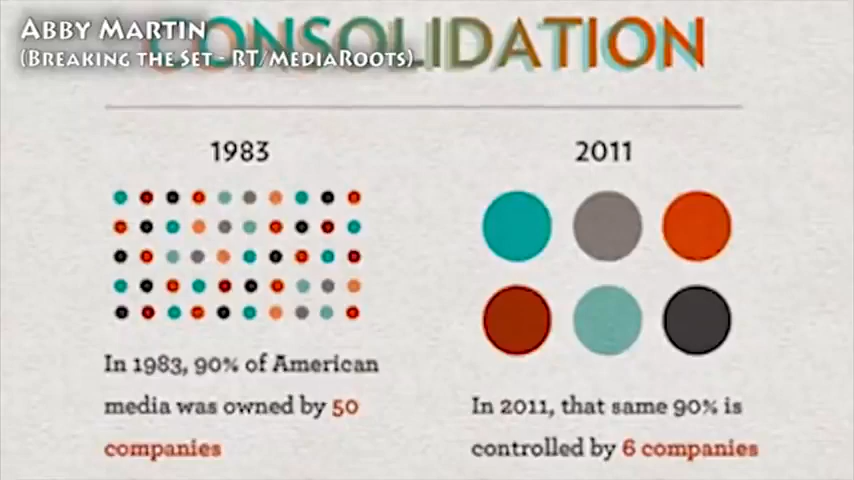 ABBY MARTIN
(BREAKING THE SET - RT/MEDIAROOTS)
CONSOLIDATION
1983
In 1983, 90% of American
media was owned by 50
companies
2011
In 2011, that same 90% is
controlled by 6 companies